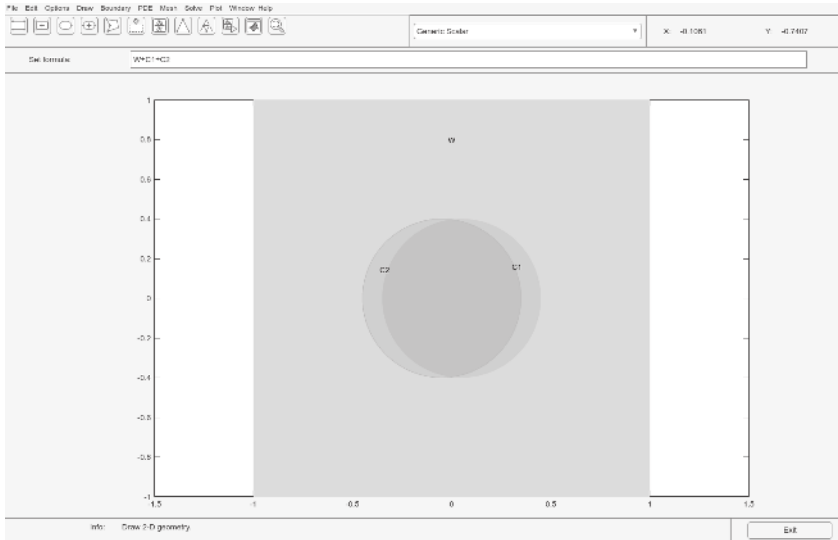 File Edit Options Draw Boundary PDE Mesh Solve Plot Window Help
Generic Scalar
X: -0.1061 Y: -0.7407
Set formula: W+C1+C2
1
0.8
W
0.6
0.4
0.2
C2
C1
0
-0.2
-0.4
-0.6
-0.8
-1
-1.5 -1 -0.5 0 0.5 1 1.5
Info: Draw 2-D geometry.
Exit